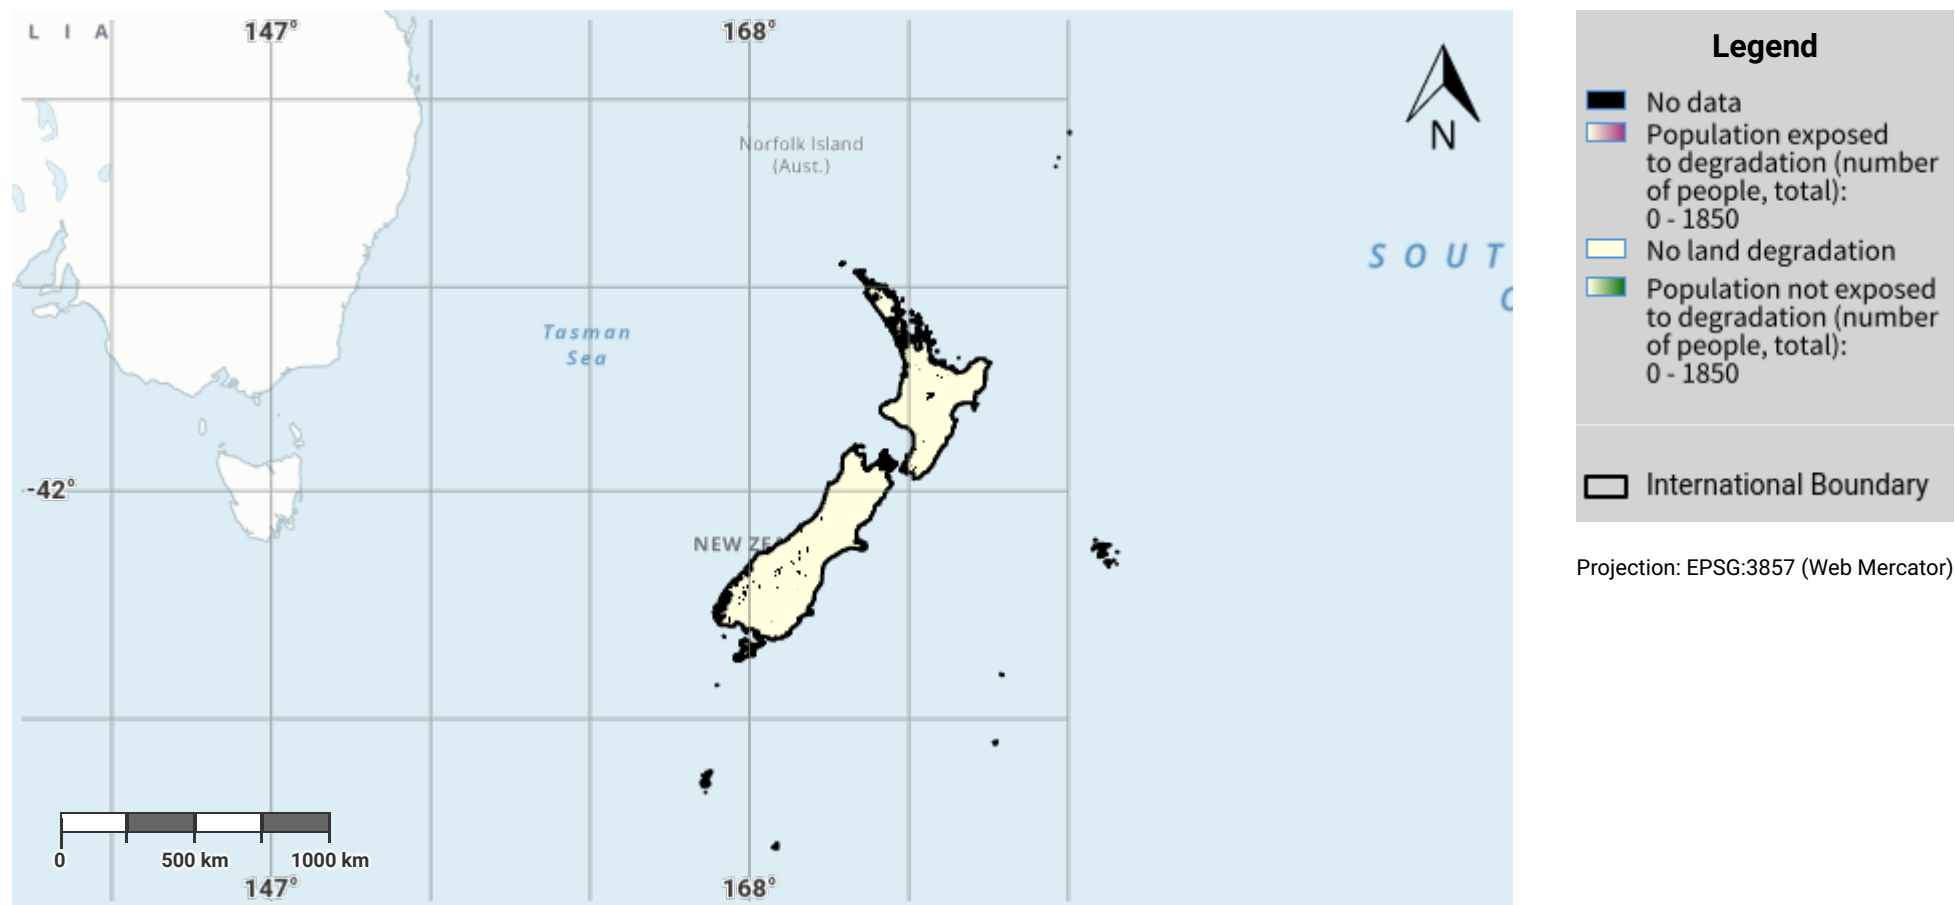 L I A
147°
168°
N
Norfolk Island
(Aust.)
SOUT
Tasman
Sea
-42°
NEW ZEA
0
500 km
1000 km
147°
168°
Legend
No data
Population exposed
to degradation (number
of people, total):
0 - 1850
No land degradation
Population not exposed
to degradation (number
of people, total):
0 - 1850
International Boundary
Projection: EPSG:3857 (Web Mercator)